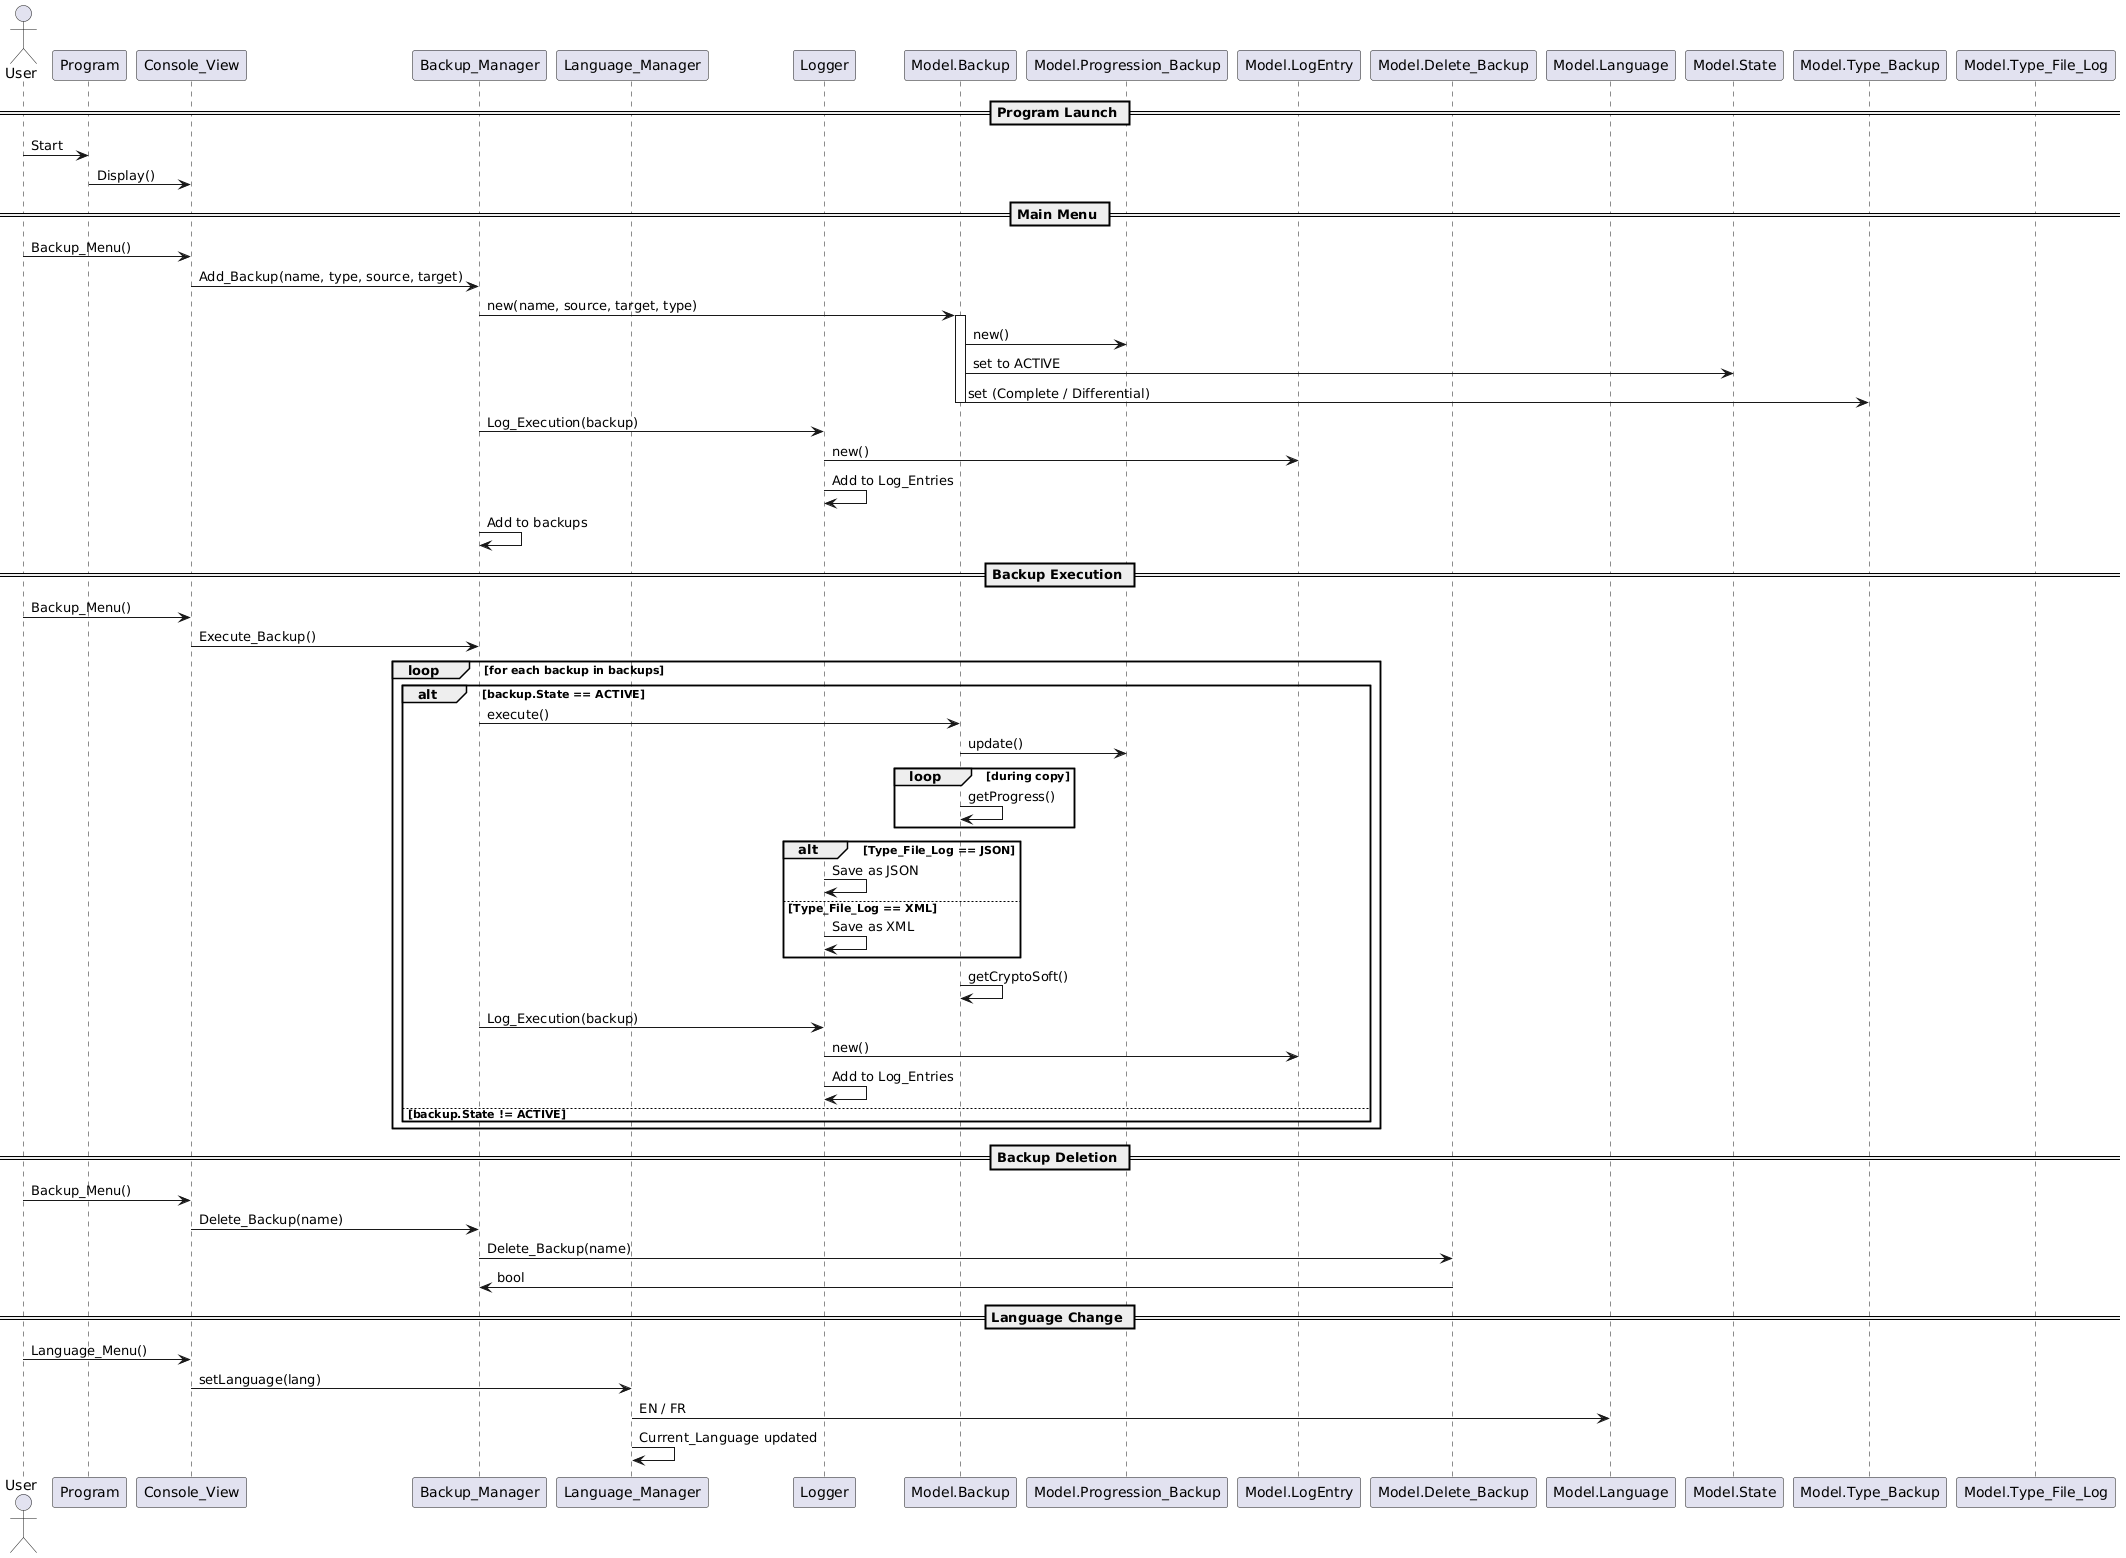 User
Program
Console_View
Backup_Manager
Language_Manager
Logger
Model.Backup
Model.Progression_Backup
Model.LogEntry
Model.Delete_Backup
Model.Language
Model.State
Model.Type_Backup
Model.Type_File_Log
Program Launch
Start
Display()
Main Menu
Backup_Menu()
Add_Backup(name, type, source, target)
new(name, source, target, type)
new()
set to ACTIVE
set (Complete / Differential)
Log_Execution(backup)
new()
Add to Log_Entries
Add to backups
Backup Execution
Backup_Menu()
Execute_Backup()
loop [for each backup in backups]
alt [backup.State == ACTIVE]
execute()
update()
loop [during copy]
getProgress()
alt [Type_File_Log == JSON]
Save as JSON
[Type_File_Log == XML]
Save as XML
getCryptoSoft()
Log_Execution(backup)
new()
Add to Log_Entries
[backup.State != ACTIVE]
Backup Deletion
Backup_Menu()
Delete_Backup(name)
Delete_Backup(name)
bool
Language Change
Language_Menu()
setLanguage(lang)
EN / FR
Current_Language updated
User
Program
Console_View
Backup_Manager
Language_Manager
Logger
Model.Backup
Model.Progression_Backup
Model.LogEntry
Model.Delete_Backup
Model.Language
Model.State
Model.Type_Backup
Model.Type_File_Log